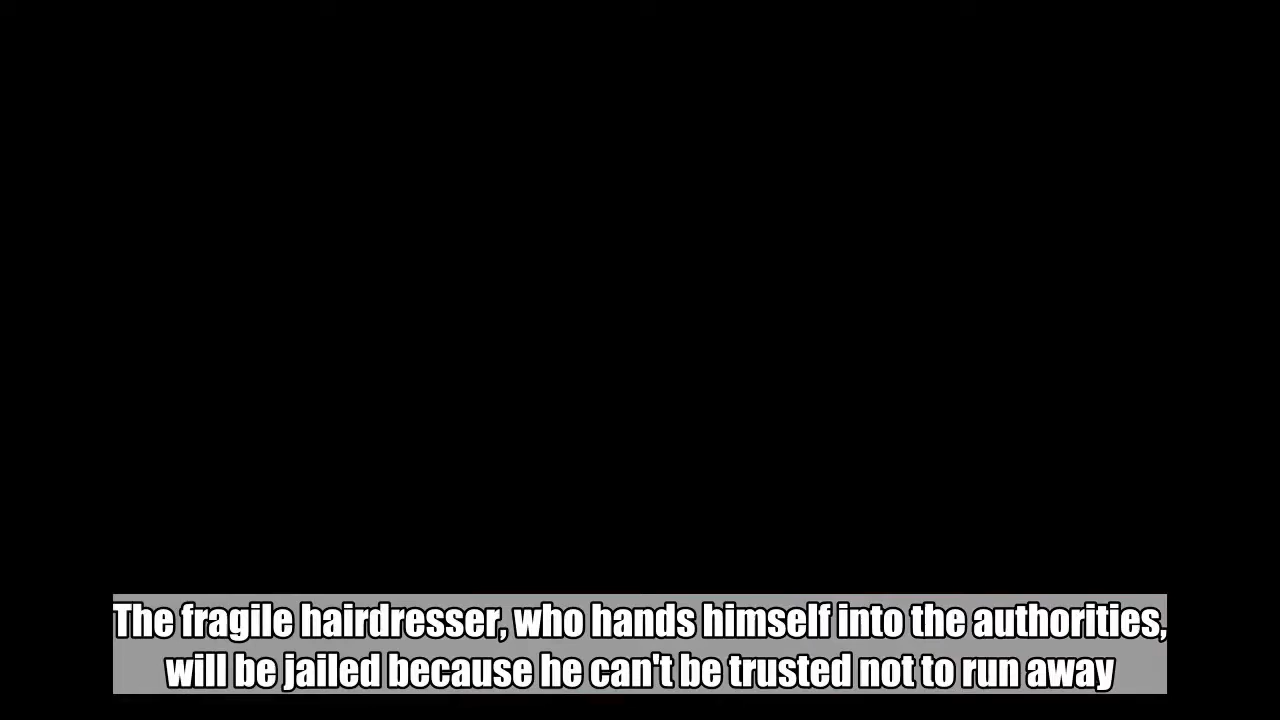 The fragile hairdresser, who hands himself into the authorities,
will be jailed because he can't be trusted not to run away